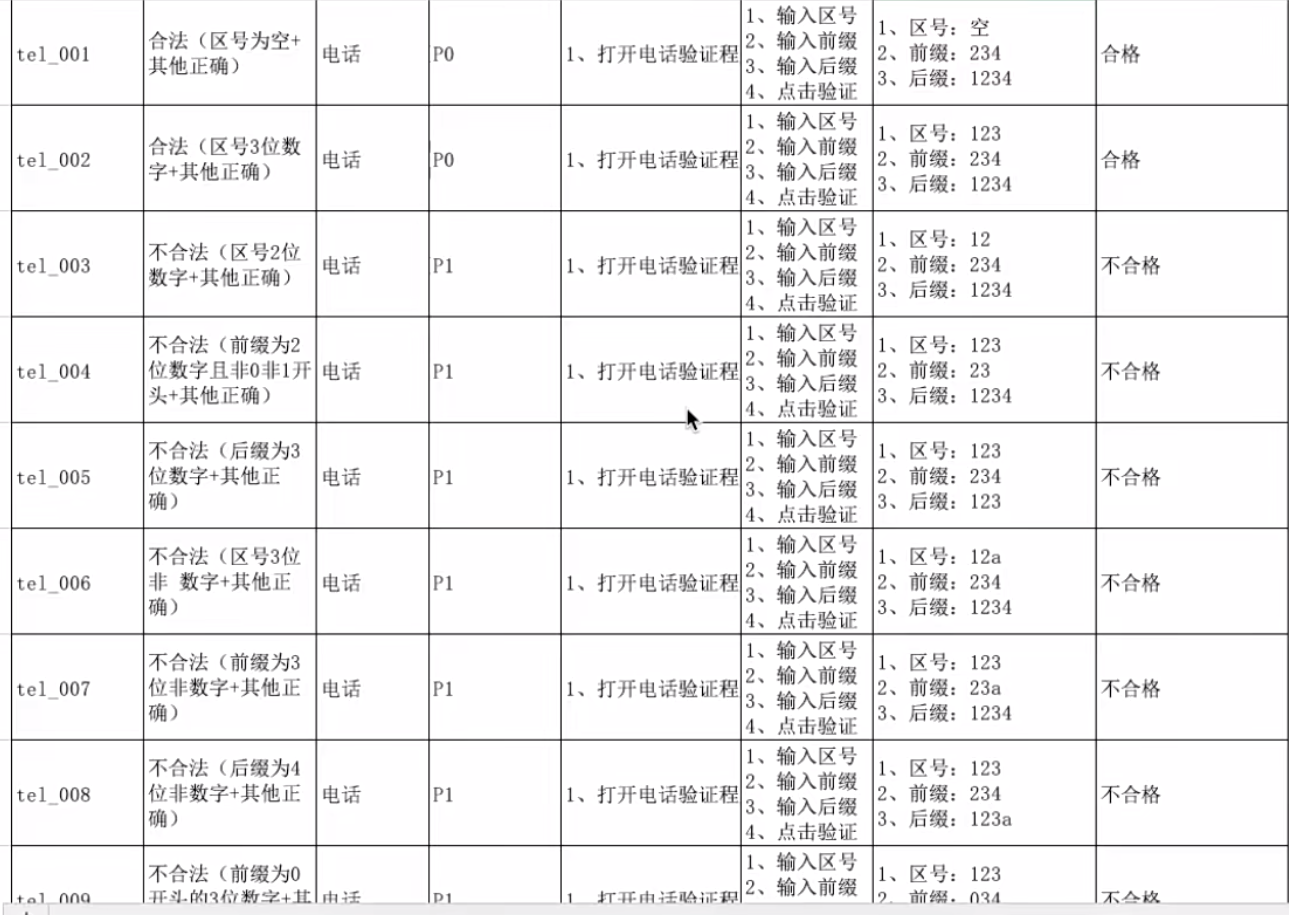 tel_001
合法（区号为空+
其他正确）
电话
P0
1、打开电话验证程
1、输入区号
2、输入前缀
3、输入后缀
4、点击验证
1、区号：空
2、前缀：234
3、后缀：1234
合格
tel_002
合法（区号3位数
字+其他正确）
电话
P0
1、打开电话验证程
1、输入区号
2、输入前缀
3、输入后缀
4、点击验证
1、区号：123
2、前缀：234
3、后缀：1234
合格
tel_003
不合法（区号2位
数字+其他正确）
电话
P1
1、打开电话验证程
1、输入区号
2、输入前缀
3、输入后缀
4、点击验证
1、区号：12
2、前缀：234
3、后缀：1234
不合格
tel_004
不合法（前缀为2
位数字且非0非1开
头+其他正确）
电话
P1
1、打开电话验证程
1、输入区号
2、输入前缀
3、输入后缀
4、点击验证
1、区号：123
2、前缀：23
3、后缀：1234
不合格
tel_005
不合法（后缀为3
位数字+其他正
确）
电话
P1
1、打开电话验证程
1、输入区号
2、输入前缀
3、输入后缀
4、点击验证
1、区号：123
2、前缀：234
3、后缀：123
不合格
tel_006
不合法（区号3位
非 数字+其他正
确）
电话
P1
1、打开电话验证程
1、输入区号
2、输入前缀
3、输入后缀
4、点击验证
1、区号：12a
2、前缀：234
3、后缀：1234
不合格
tel_007
不合法（前缀为3
位非数字+其他正
确）
电话
P1
1、打开电话验证程
1、输入区号
2、输入前缀
3、输入后缀
4、点击验证
1、区号：123
2、前缀：23a
3、后缀：1234
不合格
tel_008
不合法（后缀为4
位非数字+其他正
确）
电话
P1
1、打开电话验证程
1、输入区号
2、输入前缀
3、输入后缀
4、点击验证
1、区号：123
2、前缀：234
3、后缀：123a
不合格
tel_009
不合法（前缀为0
开头的3位数字+其
电话
P1
1、打开电话验证程
1、输入区号
2、输入前缀
1、区号：123
2、前缀：034
不合格